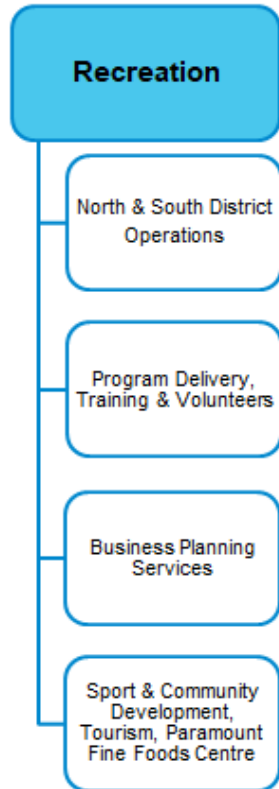 Recreation
North & South District
Operations
Program Delivery,
Training & Volunteers
Business Planning
Services
Sport & Community
Development,
Tourism, Paramount
Fine Foods Centre